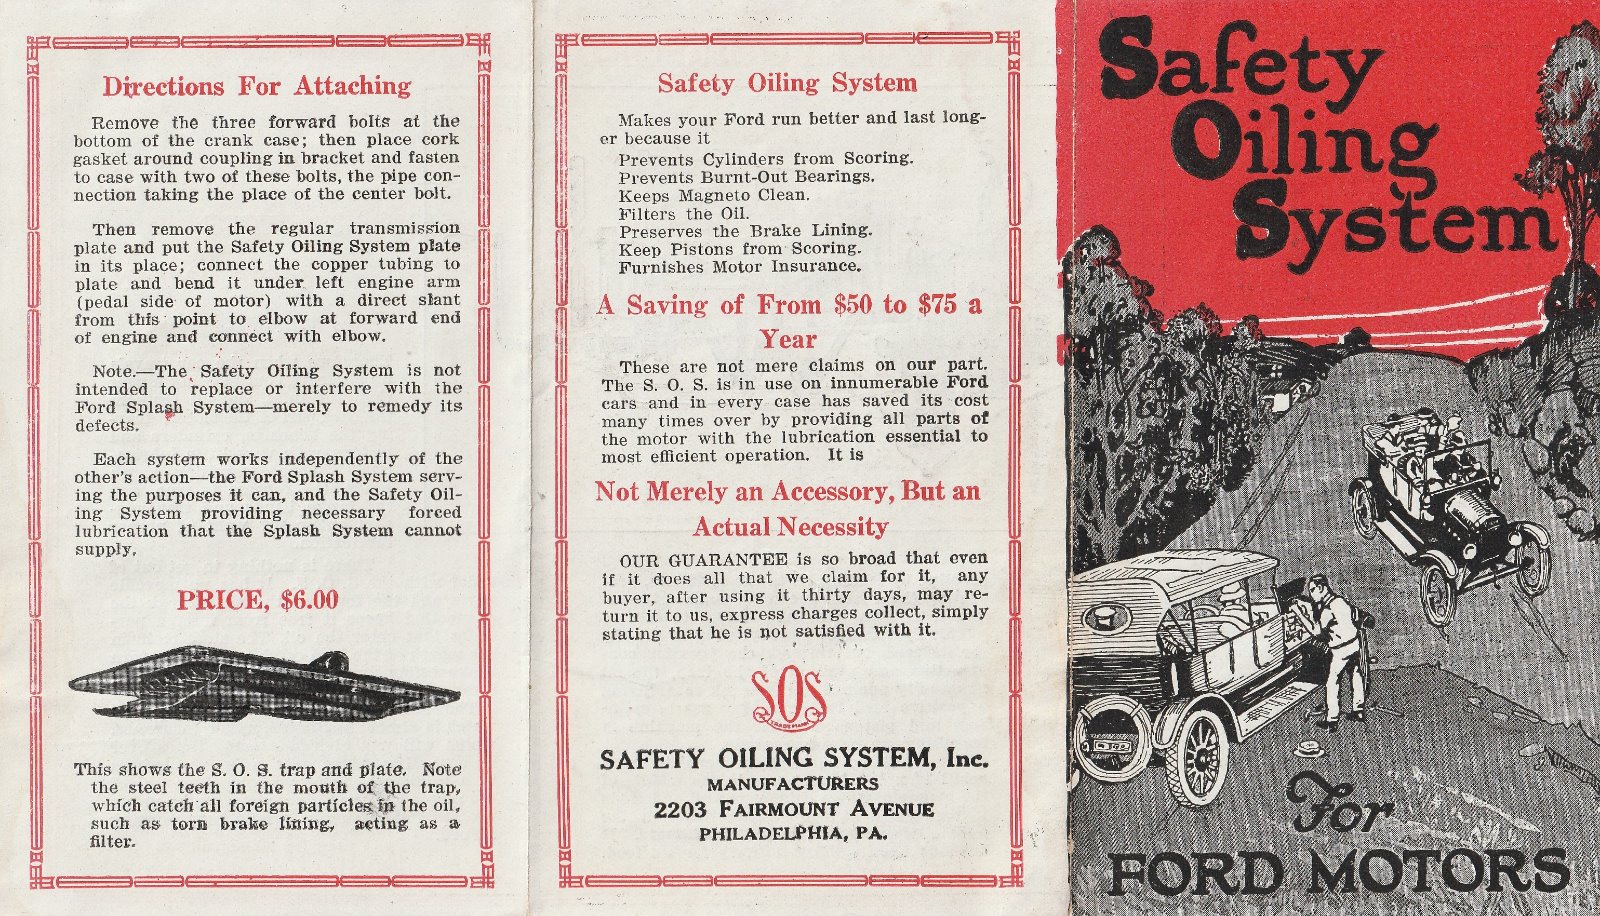 Directions For Attaching
Remove the three forward bolts at the
bottom of the crank case; then place cork
gasket around coupling in bracket and fasten
to case with two of these bolts, the pipe con-
nection taking the place of the center bolt.
Then remove the regular transmission
plate and put the Safety Oiling System plate
in its place; connect the copper tubing to
plate and bend it under left engine arm
(pedal side of motor) with a direct slant
from this point to elbow at forward end
of engine and connect with elbow.
Note.—The Safety Oiling System is not
intended to replace or interfere with the
Ford Splash System—merely to remedy its
defects.
Each system works independently of the
other's action—the Ford Splash System serv-
ing the purposes it can, and the Safety Oil-
ing System providing necessary forced
lubrication that the Splash System cannot
supply.
PRICE, $6.00
This shows the S. O. S. trap and plate. Note
the steel teeth in the mouth of the trap,
which catch all foreign particles in the oil,
such as torn brake lining, acting as a
filter.
Safety Oiling System
Makes your Ford run better and last long-
er because it
Prevents Cylinders from Scoring.
Prevents Burnt-Out Bearings.
Keeps Magneto Clean.
Filters the Oil.
Preserves the Brake Lining.
Keep Pistons from Scoring.
Furnishes Motor Insurance.
A Saving of From $50 to $75 a
Year
These are not mere claims on our part.
The S. O. S. is in use on innumerable Ford
cars and in every case has saved its cost
many times over by providing all parts of
the motor with the lubrication essential to
most efficient operation. It is
Not Merely an Accessory, But an
Actual Necessity
OUR GUARANTEE is so broad that even
if it does all that we claim for it, any
buyer, after using it thirty days, may re-
turn it to us, express charges collect, simply
stating that he is not satisfied with it.
SOS
TRADE MARK
SAFETY OILING SYSTEM, Inc.
MANUFACTURERS
2203 FAIRMOUNT AVENUE
PHILADELPHIA, PA.
Safety
Oiling
System
For
FORD MOTORS